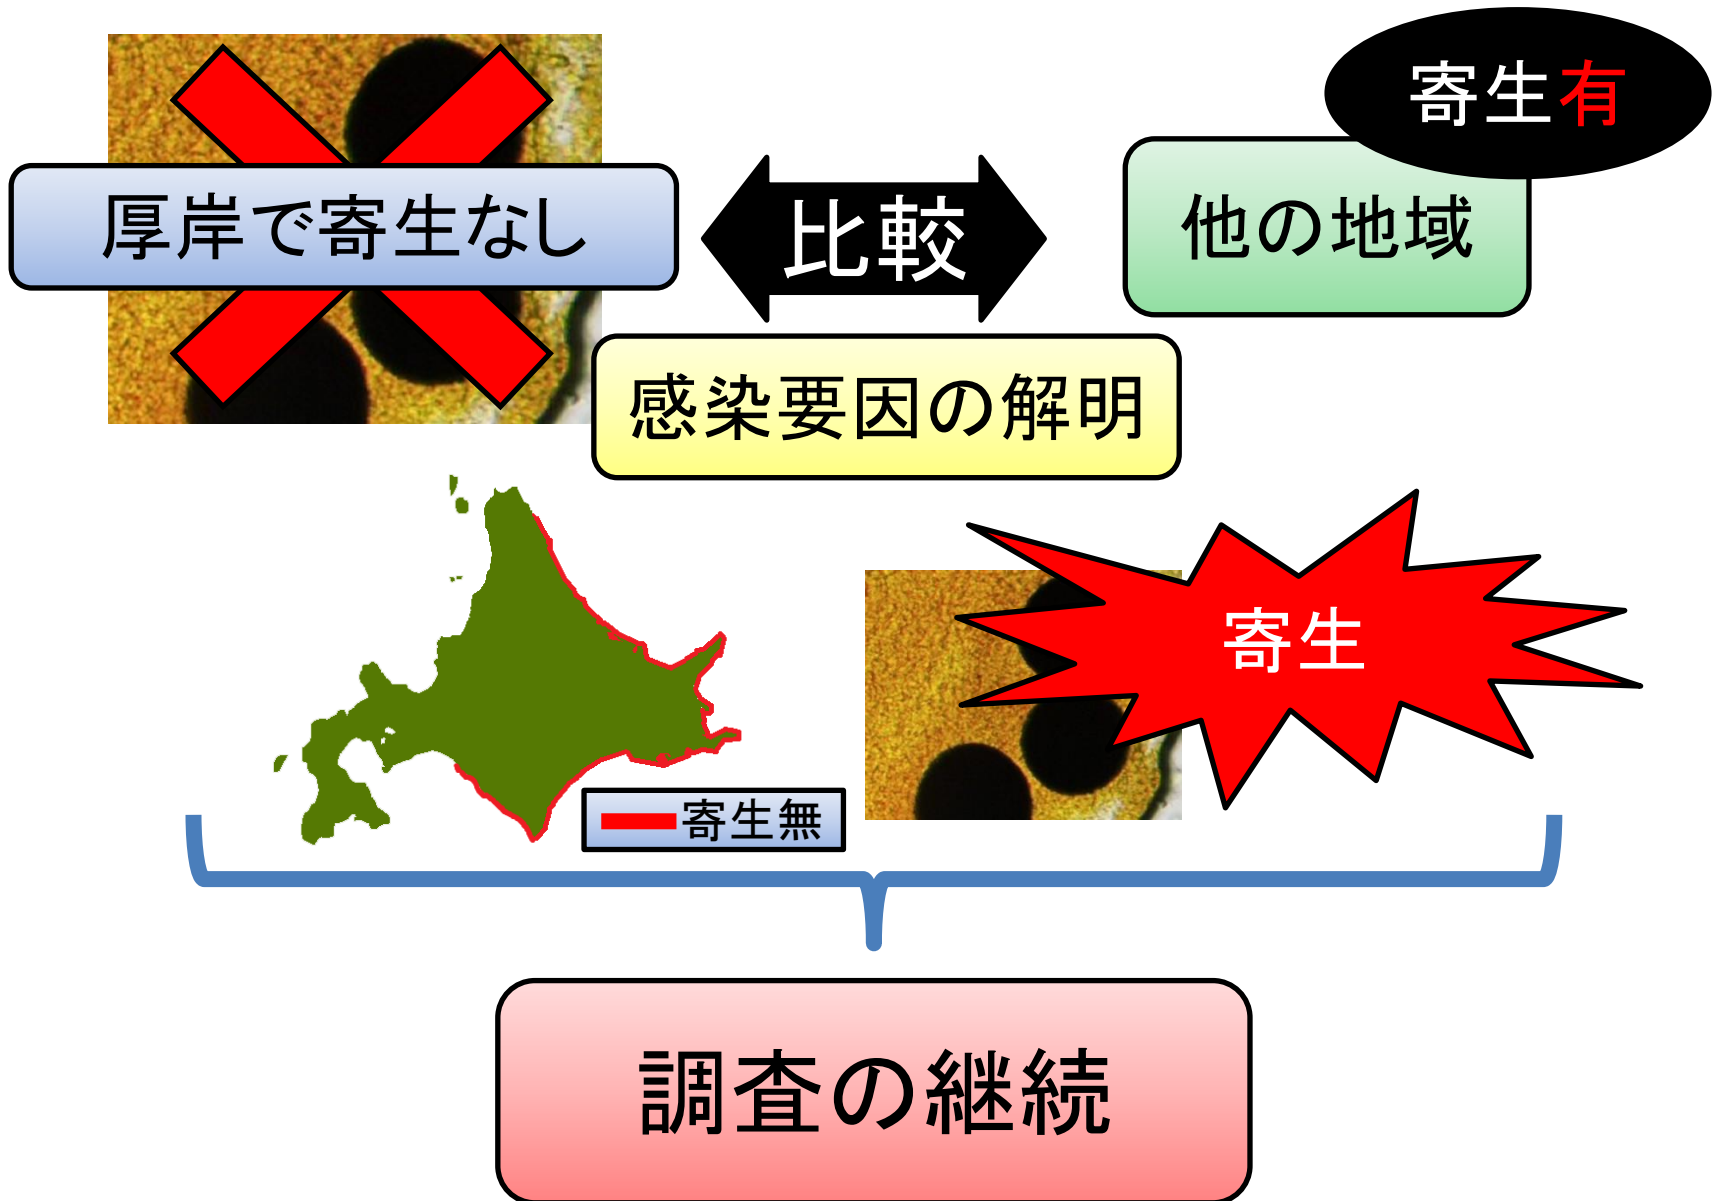 寄生有
厚岸で寄生なし
比較
他の地域
感染要因の解明
寄生
寄生無
調査の継続